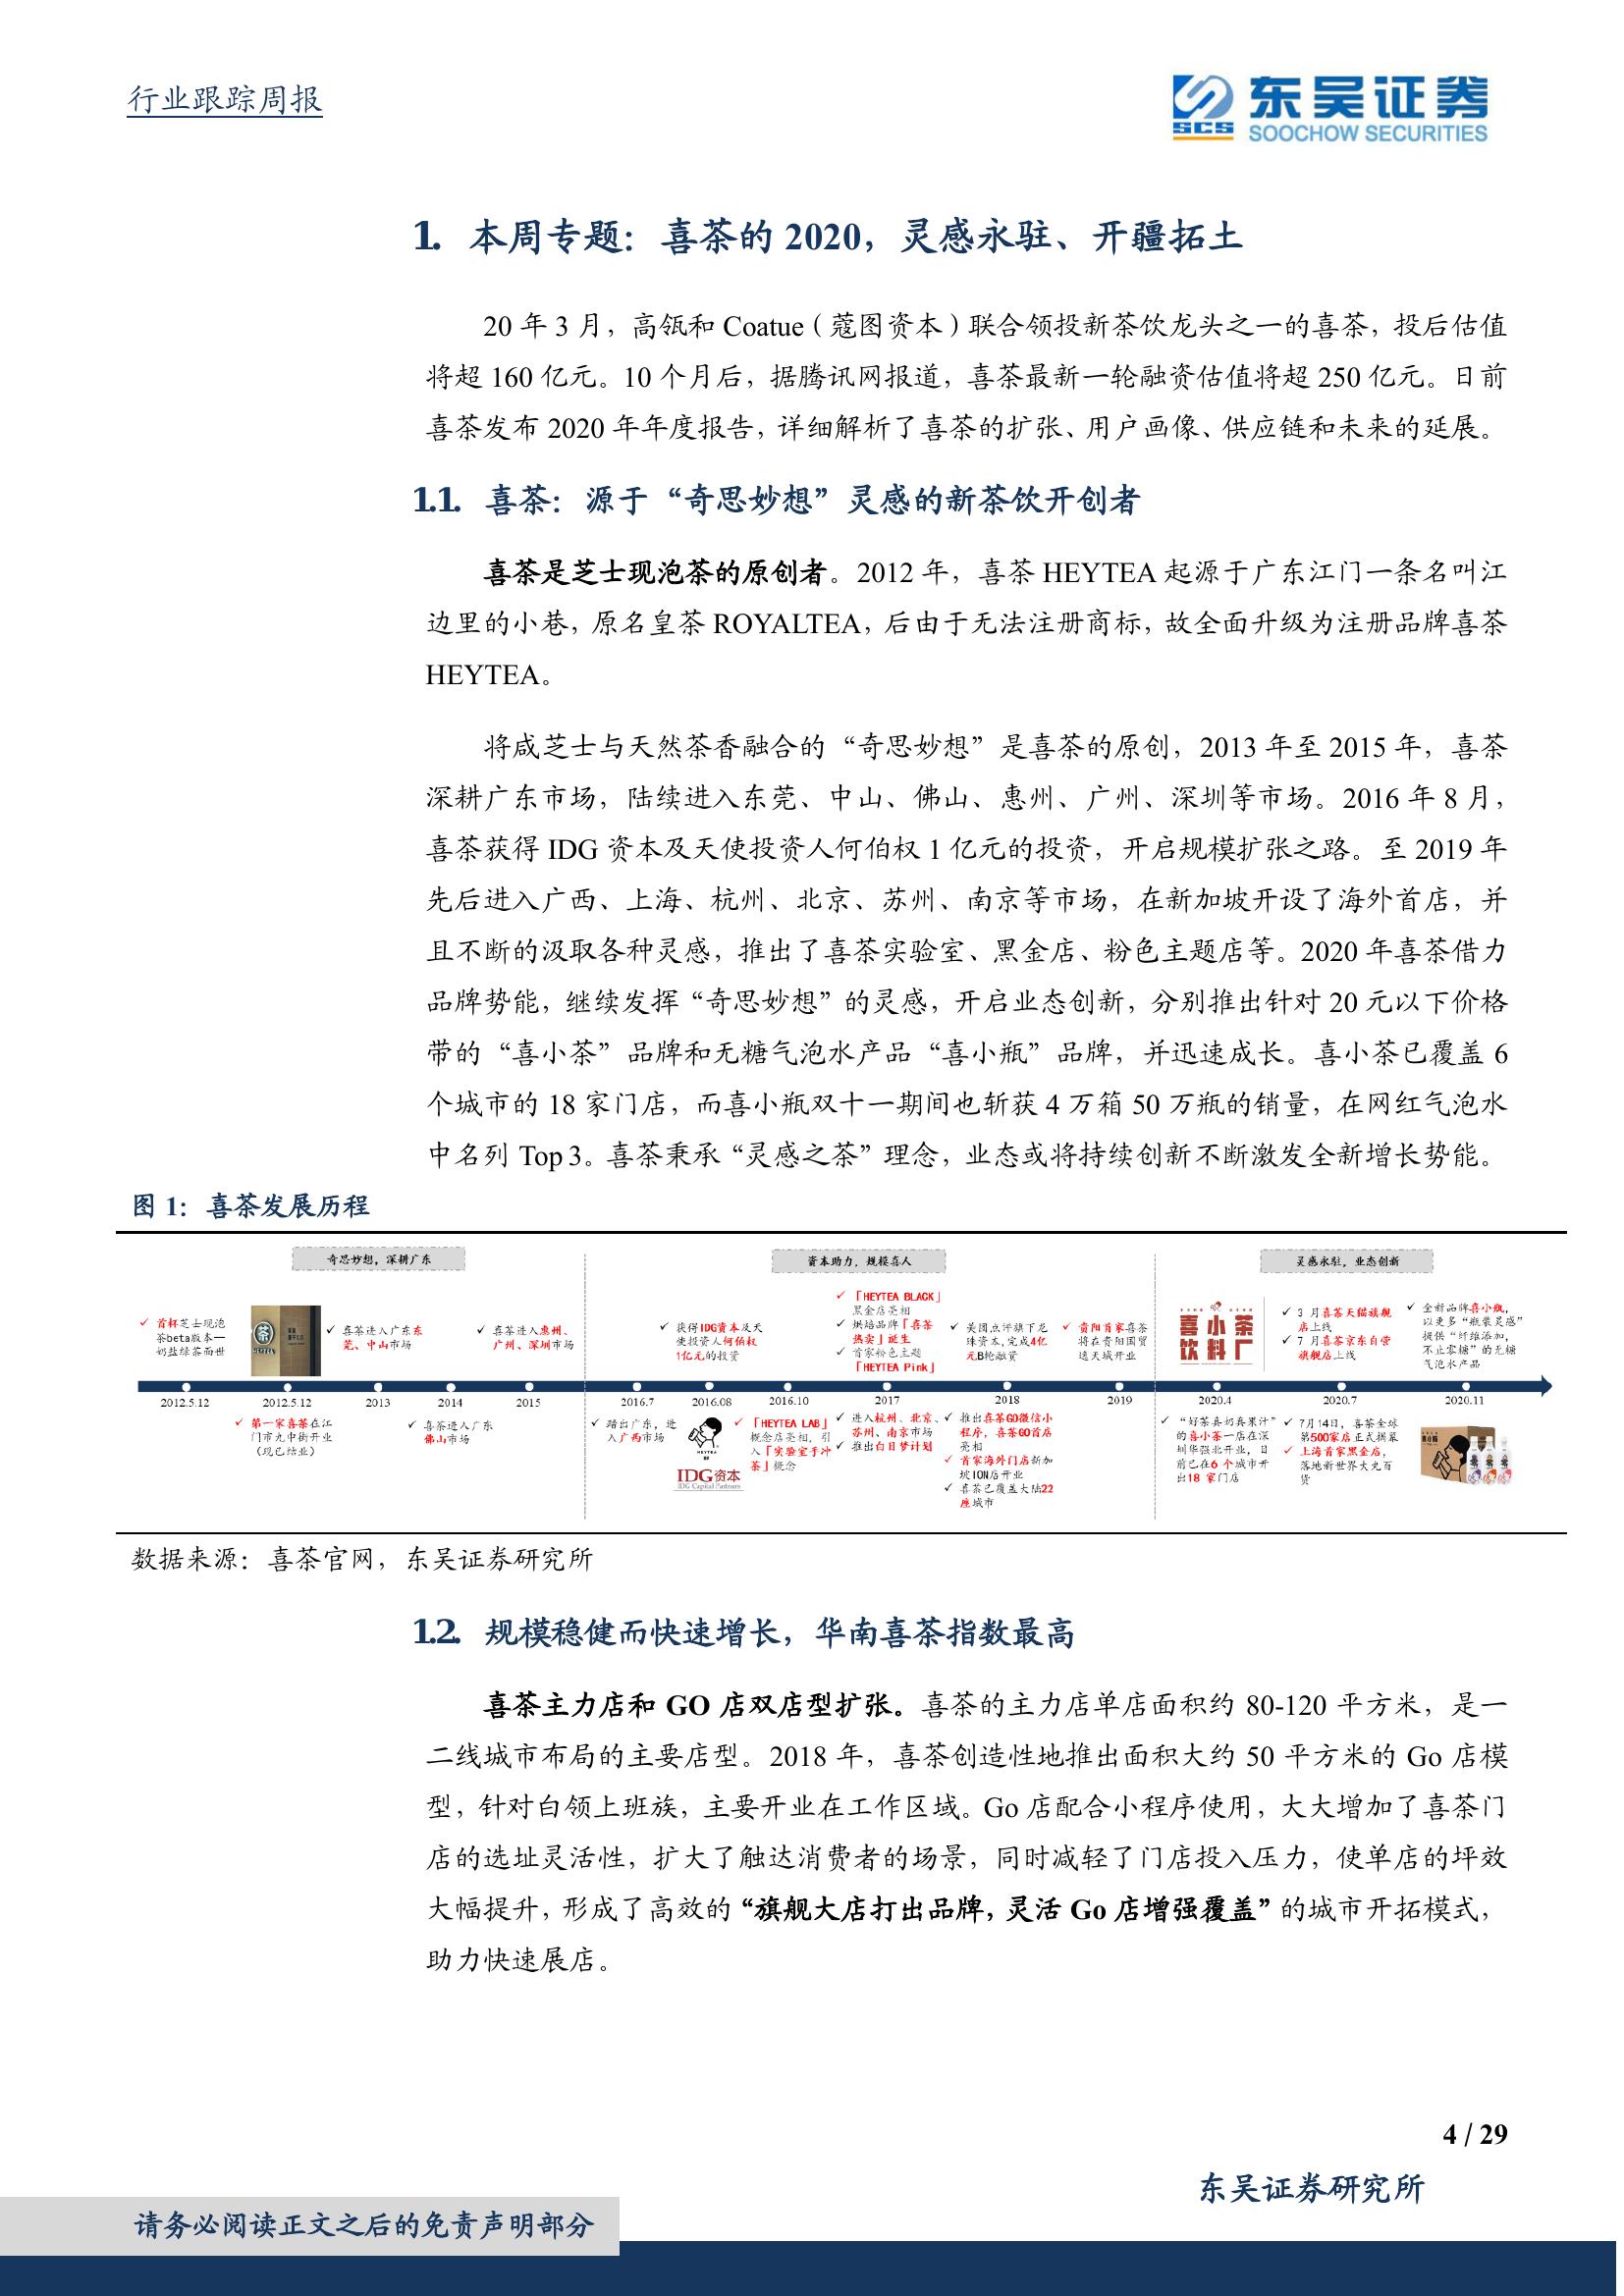 行业跟踪周报
SCS
东吴证券
SOOCHOW SECURITIES
1. 本周专题：喜茶的 2020，灵感永驻、开疆拓土
20 年 3 月，高瓴和 Coatue（蔻图资本）联合领投新茶饮龙头之一的喜茶，投后估值
将超 160 亿元。10 个月后，据腾讯网报道，喜茶最新一轮融资估值将超 250 亿元。日前
喜茶发布 2020 年年度报告，详细解析了喜茶的扩张、用户画像、供应链和未来的延展。
1.1. 喜茶：源于“奇思妙想”灵感的新茶饮开创者
喜茶是芝士现泡茶的原创者。2012 年，喜茶 HEYTEA 起源于广东江门一条名叫江
边里的小巷，原名皇茶 ROYALTEA，后由于无法注册商标，故全面升级为注册品牌喜茶
HEYTEA。
将咸芝士与天然茶香融合的“奇思妙想”是喜茶的原创，2013 年至 2015 年，喜茶
深耕广东市场，陆续进入东莞、中山、佛山、惠州、广州、深圳等市场。2016 年 8 月，
喜茶获得 IDG 资本及天使投资人何伯权 1 亿元的投资，开启规模扩张之路。至 2019 年
先后进入广西、上海、杭州、北京、苏州、南京等市场，在新加坡开设了海外首店，并
且不断的汲取各种灵感，推出了喜茶实验室、黑金店、粉色主题店等。2020 年喜茶借力
品牌势能，继续发挥“奇思妙想”的灵感，开启业态创新，分别推出针对 20 元以下价格
带的“喜小茶”品牌和无糖气泡水产品“喜小瓶”品牌，并迅速成长。喜小茶已覆盖 6
个城市的 18 家门店，而喜小瓶双十一期间也斩获 4 万箱 50 万瓶的销量，在网红气泡水
中名列 Top 3。喜茶秉承“灵感之茶”理念，业态或将持续创新不断激发全新增长势能。
图 1：喜茶发展历程
奇思妙想，深耕广东
资本助力，规模喜人
灵感永驻，业态创新
✓ 首杯芝士现泡
茶beta版本—
奶盐绿茶面世
茶
✓ 喜茶进入广东东
莞、中山市场
✓ 喜茶进入惠州、
广州、深圳市场
✓ 获得IDG资本及天
使投资人何伯权
1亿元的投资
✓ 「HEYTEA BLACK」
黑金店亮相
✓ 烘焙品牌「喜茶
热卖」诞生
✓ 首家粉色主题
「HEYTEA Pink」
✓ 美团点评旗下龙
珠资本，完成4亿
元B轮融资
✓ 贵阳首家喜茶
将在贵阳国贸
逸天城开业
喜小茶
饮料厂
✓ 3 月喜茶天猫旗舰
店上线
✓ 7 月喜茶京东自营
旗舰店上线
✓ 全新品牌喜小瓶，
以更多“瓶装灵感”
提供“纤维添加，
不止零糖”的无糖
气泡水产品
2012.5.12
2012.5.12
2013
2014
2015
2016.7
2016.08
2016.10
2017
2018
2019
2020.4
2020.7
2020.11
✓ 第一家喜茶在江
门市九中街开业
（现已结业）
✓ 喜茶进入广东
佛山市场
✓ 踏出广东，进
入广西市场
HEYTEA
IDG资本
IDG Capital Partners
✓ 「HEYTEA LAB」
概念店亮相，引
入「实验室手冲
茶」概念
✓ 进入杭州、北京、
苏州、南京市场
✓ 推出白日梦计划
✓ 推出喜茶GO微信小
程序，喜茶GO首店
亮相
✓ 首家海外门店新加
坡ION店开业
✓ 喜茶已覆盖大陆22
座城市
✓ “好茶真奶真果汁”
的喜小茶一店在深
圳华强北开业，目
前已在6 个城市开
出18 家门店
✓ 7月14日，喜茶全球
第500家店正式揭幕
✓ 上海首家黑金店，
落地新世界大丸百
货
数据来源：喜茶官网，东吴证券研究所
1.2. 规模稳健而快速增长，华南喜茶指数最高
喜茶主力店和 GO 店双店型扩张。喜茶的主力店单店面积约 80-120 平方米，是一
二线城市布局的主要店型。2018 年，喜茶创造性地推出面积大约 50 平方米的 Go 店模
型，针对白领上班族，主要开业在工作区域。Go 店配合小程序使用，大大增加了喜茶门
店的选址灵活性，扩大了触达消费者的场景，同时减轻了门店投入压力，使单店的坪效
大幅提升，形成了高效的“旗舰大店打出品牌，灵活 Go 店增强覆盖”的城市开拓模式，
助力快速展店。
4 / 29
东吴证券研究所
请务必阅读正文之后的免责声明部分